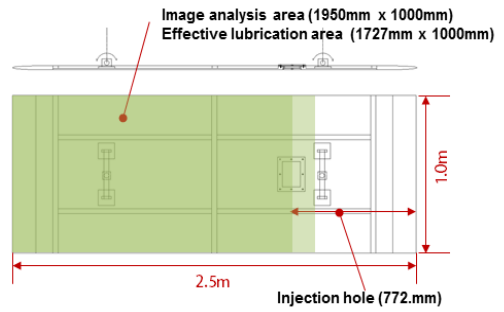 Image analysis area (1950mm x 1000mm)
Effective lubrication area (1727mm x 1000mm)
1.0m
2.5m
Injection hole (772.mm)